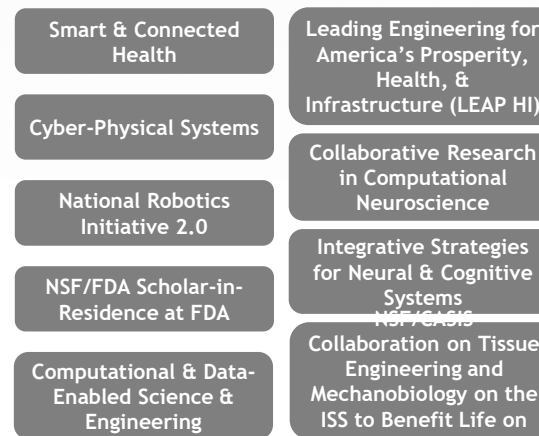 Smart & Connected
Health
Cyber-Physical Systems
National Robotics
Initiative 2.0
NSF/FDA Scholar-in-
Residence at FDA
Computational & Data-
Enabled Science &
Engineering
Leading Engineering for
America's Prosperity,
Health, &
Infrastructure (LEAP HI)
Collaborative Research
in Computational
Neuroscience
Integrative Strategies
for Neural & Cognitive
Systems
NSF/CASIS
Collaboration on Tissue
Engineering and
Mechanobiology on the
ISS to Benefit Life on